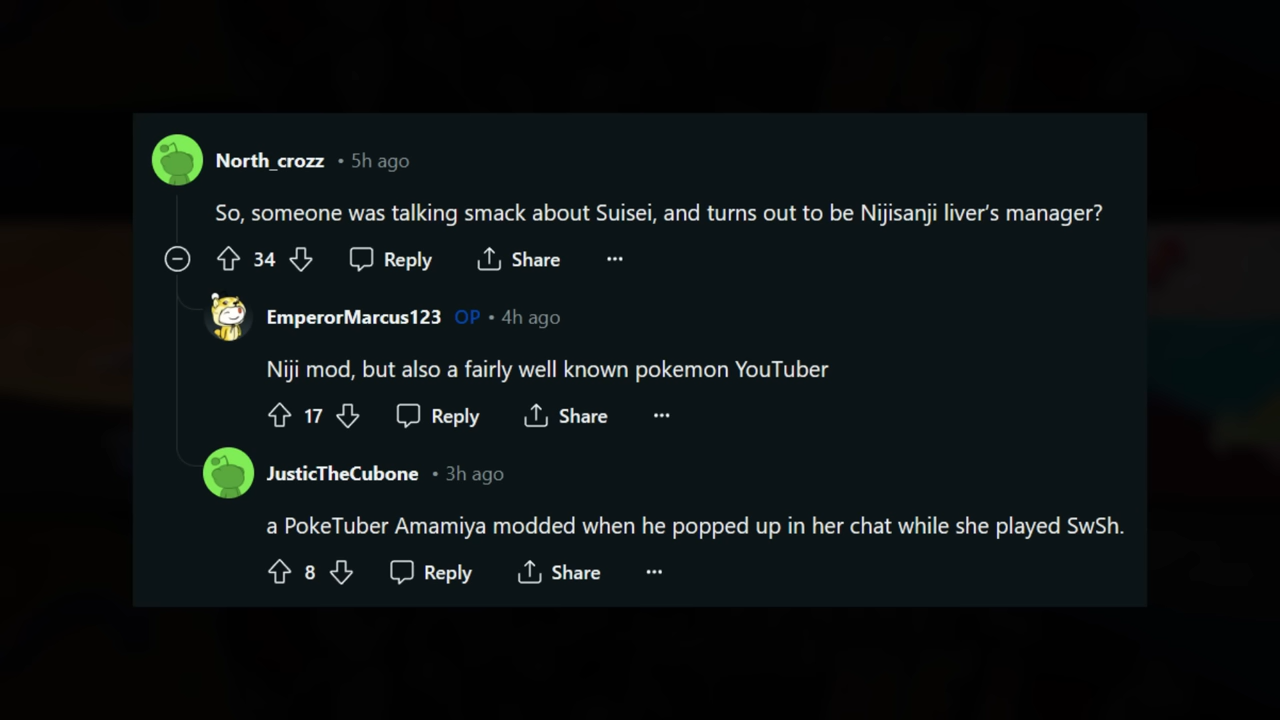 North_crozz • 5h ago
So, someone was talking smack about Suisei, and turns out to be Nijisanji liver's manager?
34 Reply Share ...
EmperorMarcus123 OP • 4h ago
Niji mod, but also a fairly well known pokemon YouTuber
17 Reply Share ...
JusticTheCubone • 3h ago
a PokeTuber Amamiya modded when he popped up in her chat while she played SwSh.
8 Reply Share ...